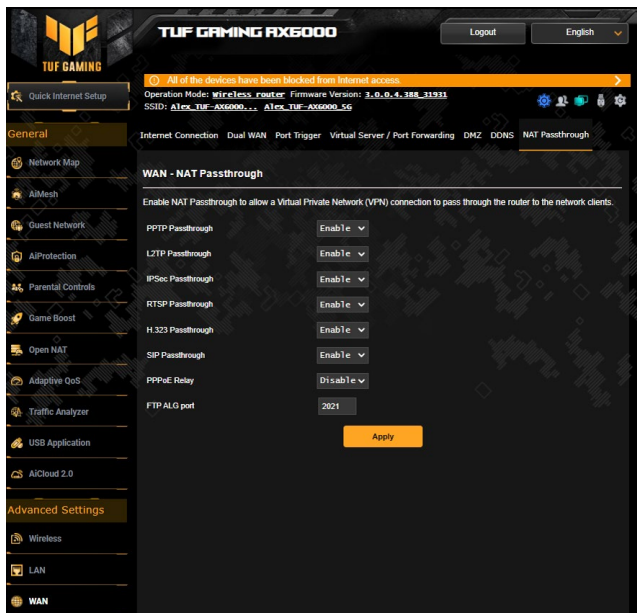 TUF GAMING
TUF GAMING AX6000
Logout
English
All of the devices have been blocked from Internet access.
Quick Internet Setup
Operation Mode: Wireless router Firmware Version: 3.0.0.4.388_31931
SSID: Alex_TUF-AX6000... Alex_TUF-AX6000_5G
General
Internet Connection Dual WAN Port Trigger Virtual Server / Port Forwarding DMZ DDNS NAT Passthrough
Network Map
AiMesh
Guest Network
AiProtection
Parental Controls
Game Boost
Open NAT
Adaptive QoS
Traffic Analyzer
USB Application
AiCloud 2.0
Advanced Settings
Wireless
LAN
WAN
WAN - NAT Passthrough
Enable NAT Passthrough to allow a Virtual Private Network (VPN) connection to pass through the router to the network clients.
PPTP Passthrough Enable
L2TP Passthrough Enable
IPSec Passthrough Enable
RTSP Passthrough Enable
H.323 Passthrough Enable
SIP Passthrough Enable
PPPoE Relay Disable
FTP ALG port 2021
Apply